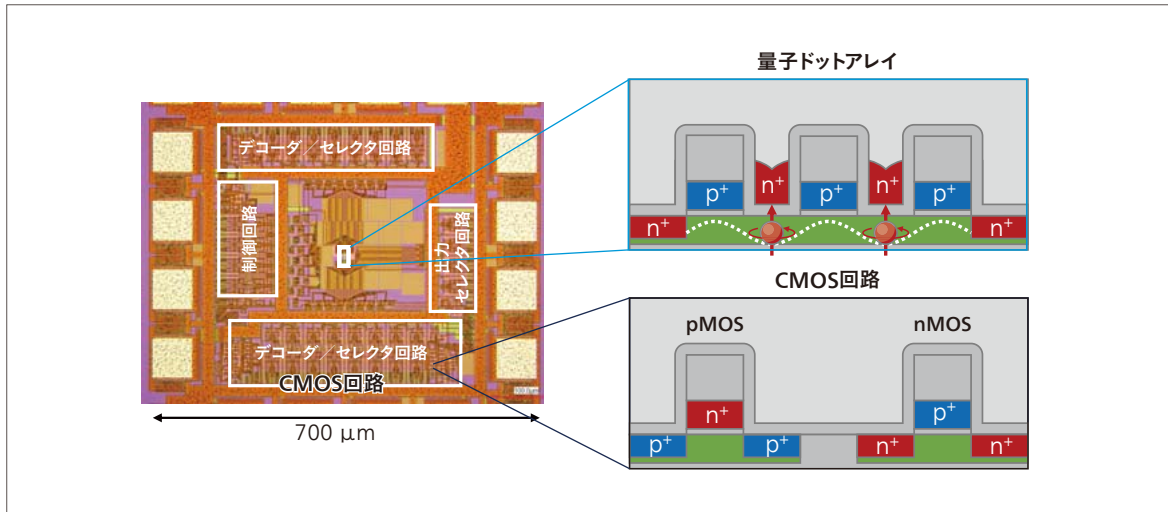 量子ドットアレイ
デコーダ／セレクタ回路
制御回路
出力
セレクタ回路
デコーダ／セレクタ回路
CMOS回路
700 μm
p⁺
n⁺
p⁺
n⁺
p⁺
n⁺
n⁺
CMOS回路
pMOS
nMOS
n⁺
p⁺
p⁺
p⁺
n⁺
n⁺